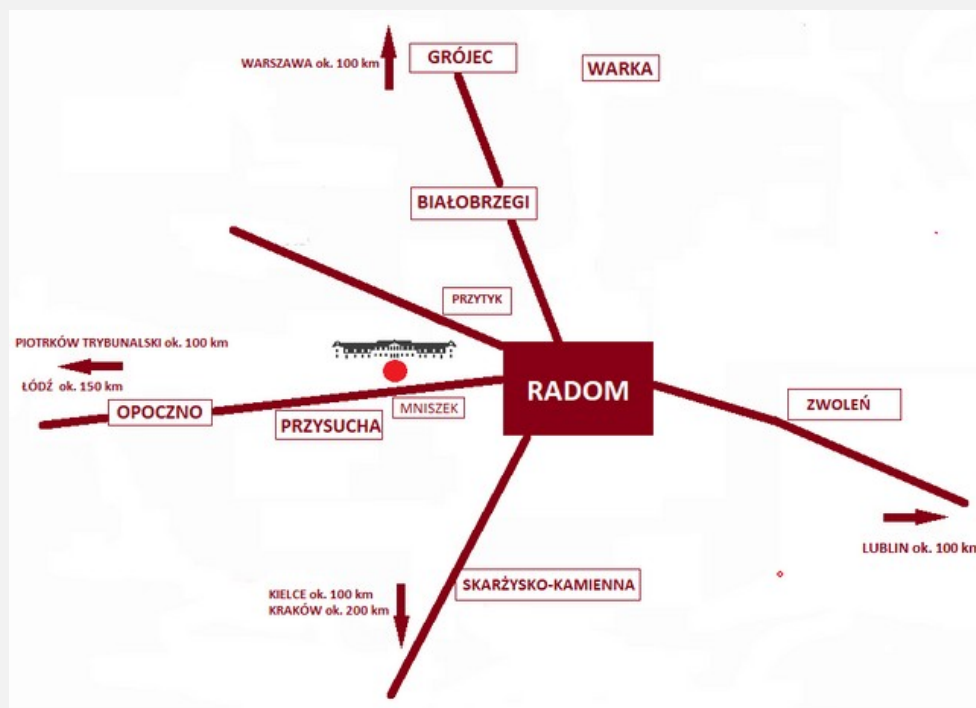 GRÓJEC
WARSZAWA ok. 100 km
WARKA
BIAŁOBRZEGI
PRZYTYK
PIOTRKÓW TRYBUNALSKI ok. 100 km
ŁÓDŹ ok. 150 km
RADOM
MNISZEK
OPOCZNO
PRZYSUCHA
ZWOLEŃ
LUBLIN ok. 100 km
SKARŻYSKO-KAMIENNA
KIELCE ok. 100 km
KRAKÓW ok. 200 km